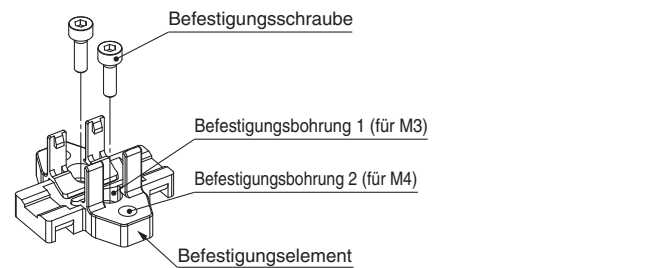 Befestigungsschraube
Befestigungsbohrung 1 (für M3)
Befestigungsbohrung 2 (für M4)
Befestigungselement